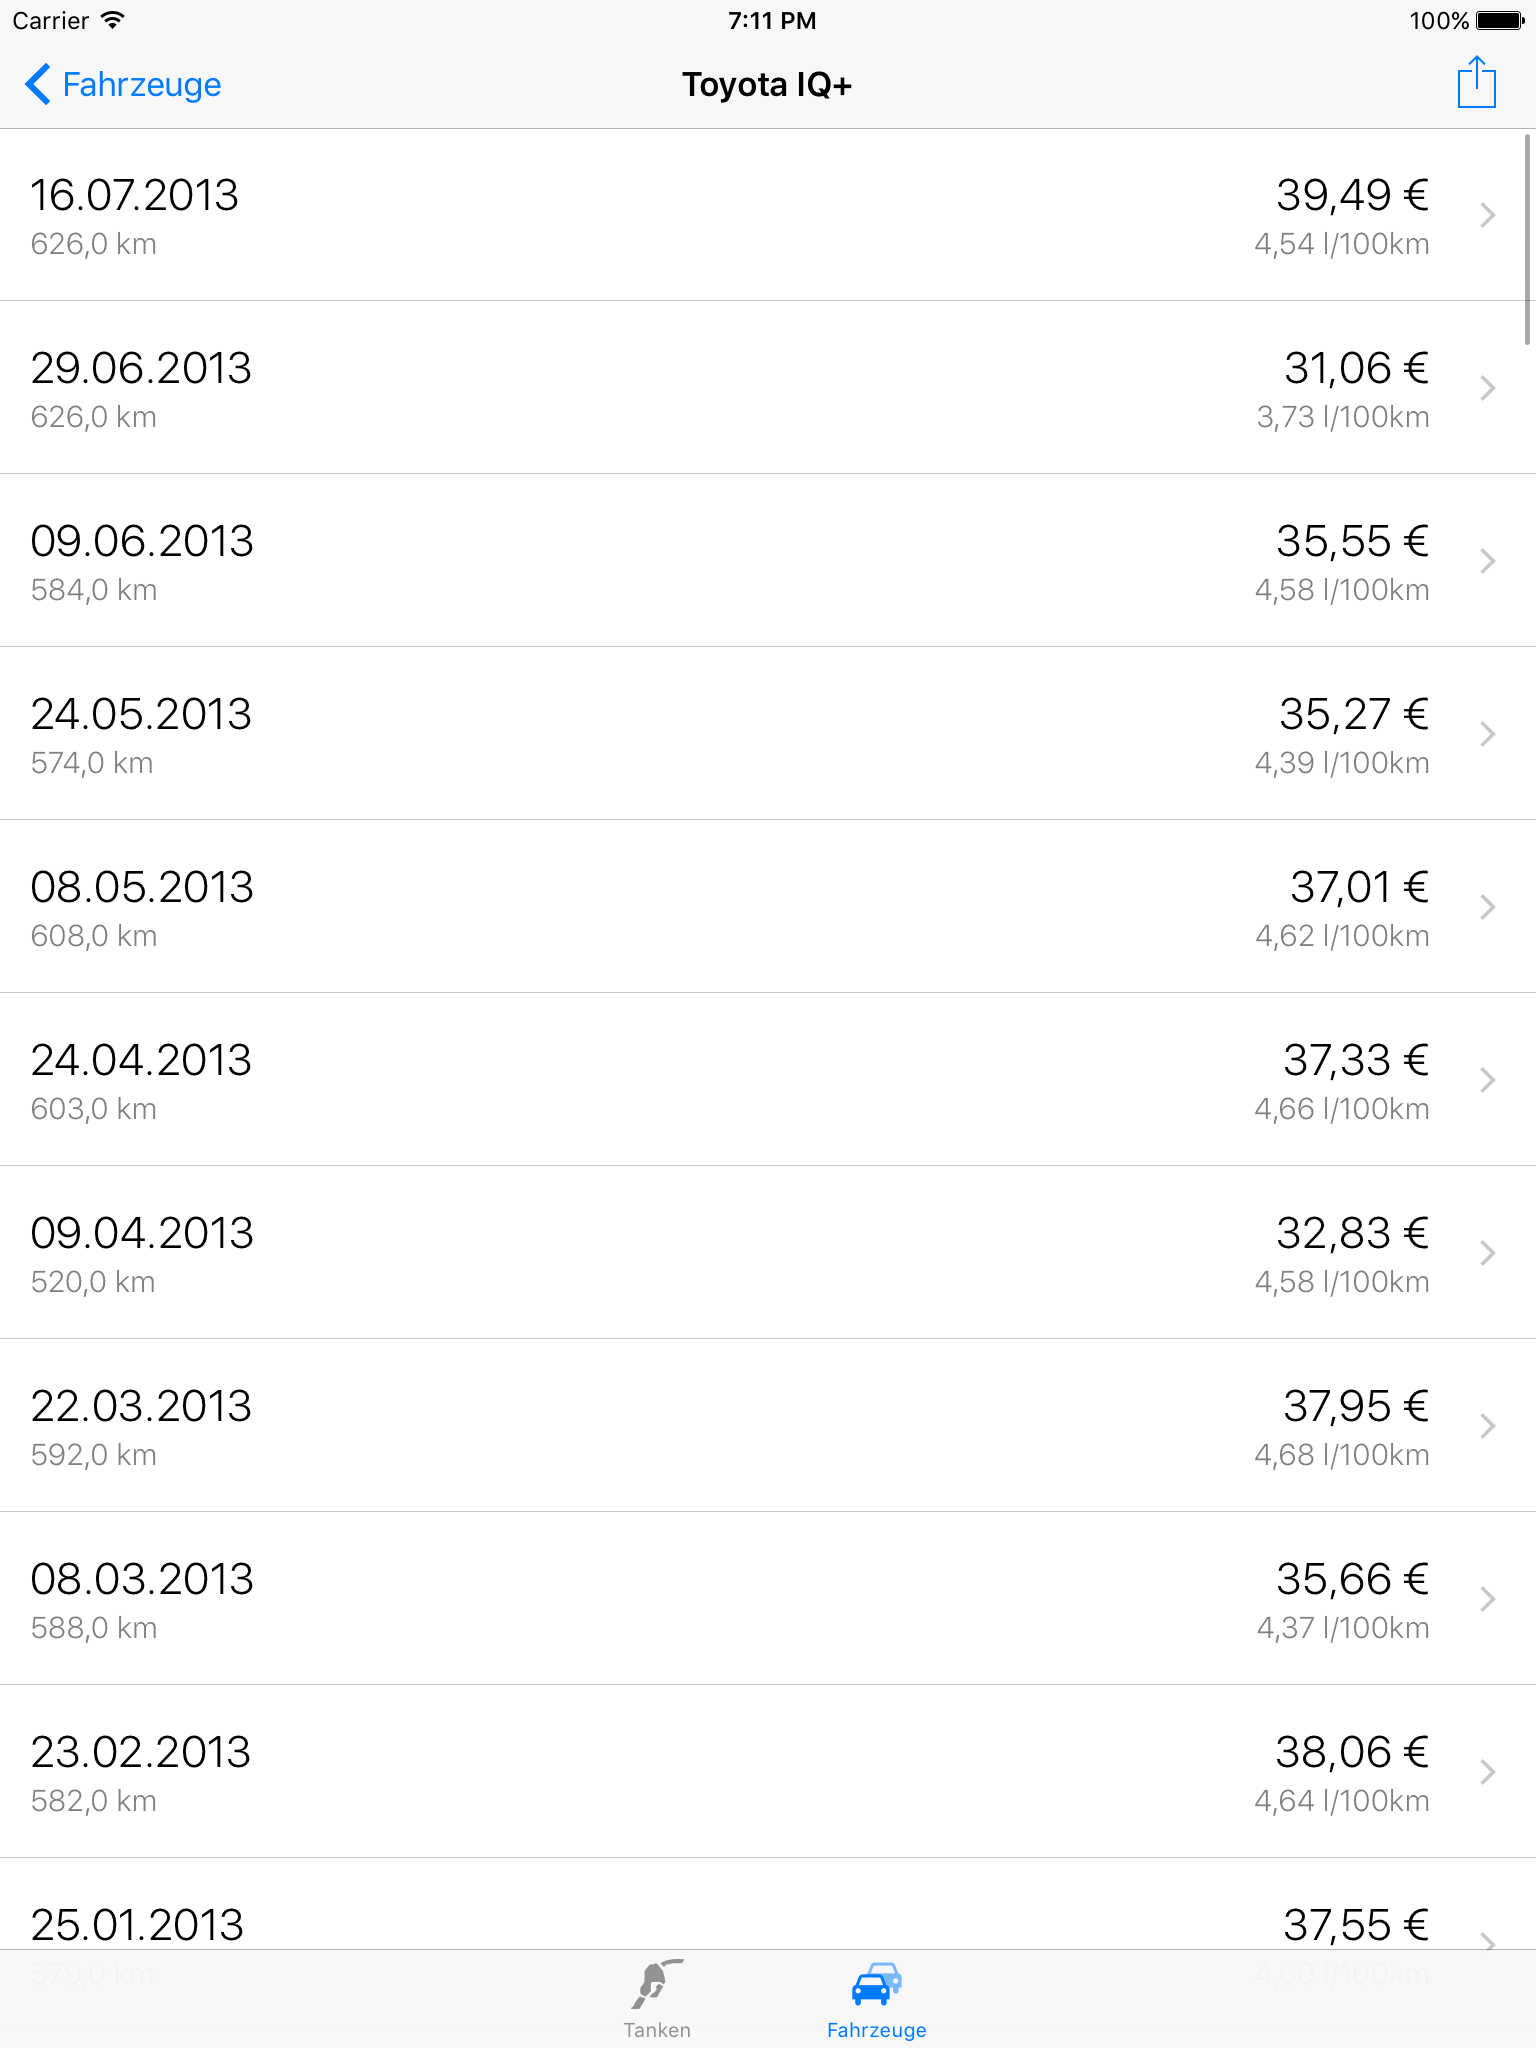 Carrier 7:11 PM 100%
Fahrzeuge Toyota IQ+
16.07.2013 39,49 €
626,0 km 4,54 l/100km
29.06.2013 31,06 €
626,0 km 3,73 l/100km
09.06.2013 35,55 €
584,0 km 4,58 l/100km
24.05.2013 35,27 €
574,0 km 4,39 l/100km
08.05.2013 37,01 €
608,0 km 4,62 l/100km
24.04.2013 37,33 €
603,0 km 4,66 l/100km
09.04.2013 32,83 €
520,0 km 4,58 l/100km
22.03.2013 37,95 €
592,0 km 4,68 l/100km
08.03.2013 35,66 €
588,0 km 4,37 l/100km
23.02.2013 38,06 €
582,0 km 4,64 l/100km
25.01.2013 37,55 €
579,0 km 4,60 l/100km
Tanken Fahrzeuge